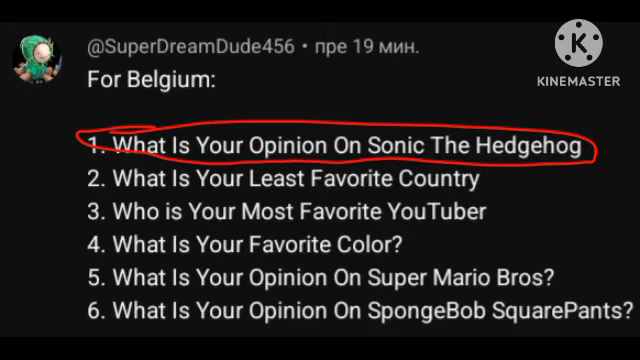 @SuperDreamDude456 • пре 19 мин.
K
KINEMASTER
For Belgium:
1. What Is Your Opinion On Sonic The Hedgehog
2. What Is Your Least Favorite Country
3. Who is Your Most Favorite YouTuber
4. What Is Your Favorite Color?
5. What Is Your Opinion On Super Mario Bros?
6. What Is Your Opinion On SpongeBob SquarePants?